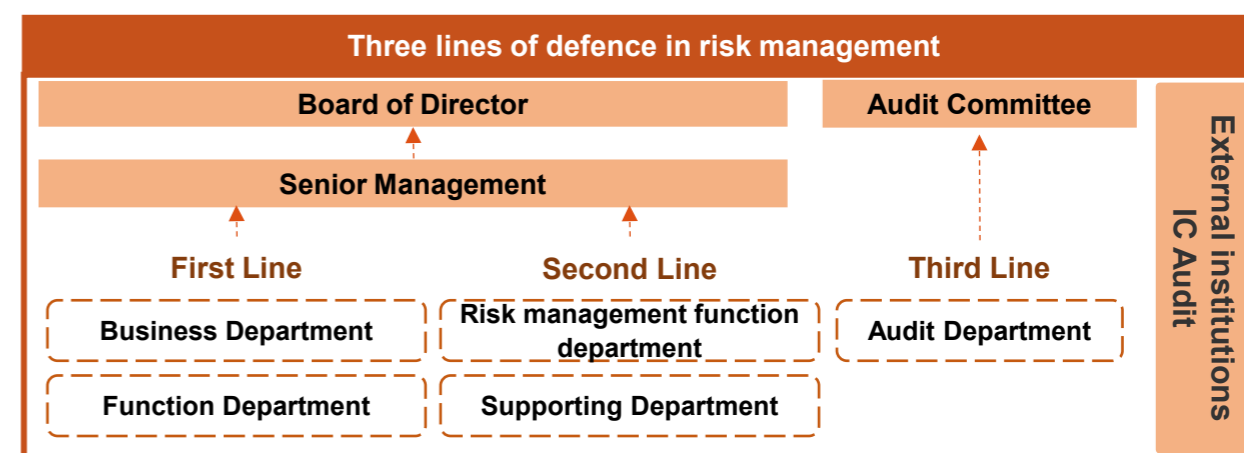 Three lines of defence in risk management
Board of Director
Audit Committee
Senior Management
First Line
Second Line
Third Line
Business Department
Risk management function
department
Audit Department
Function Department
Supporting Department
External institutions
IC Audit